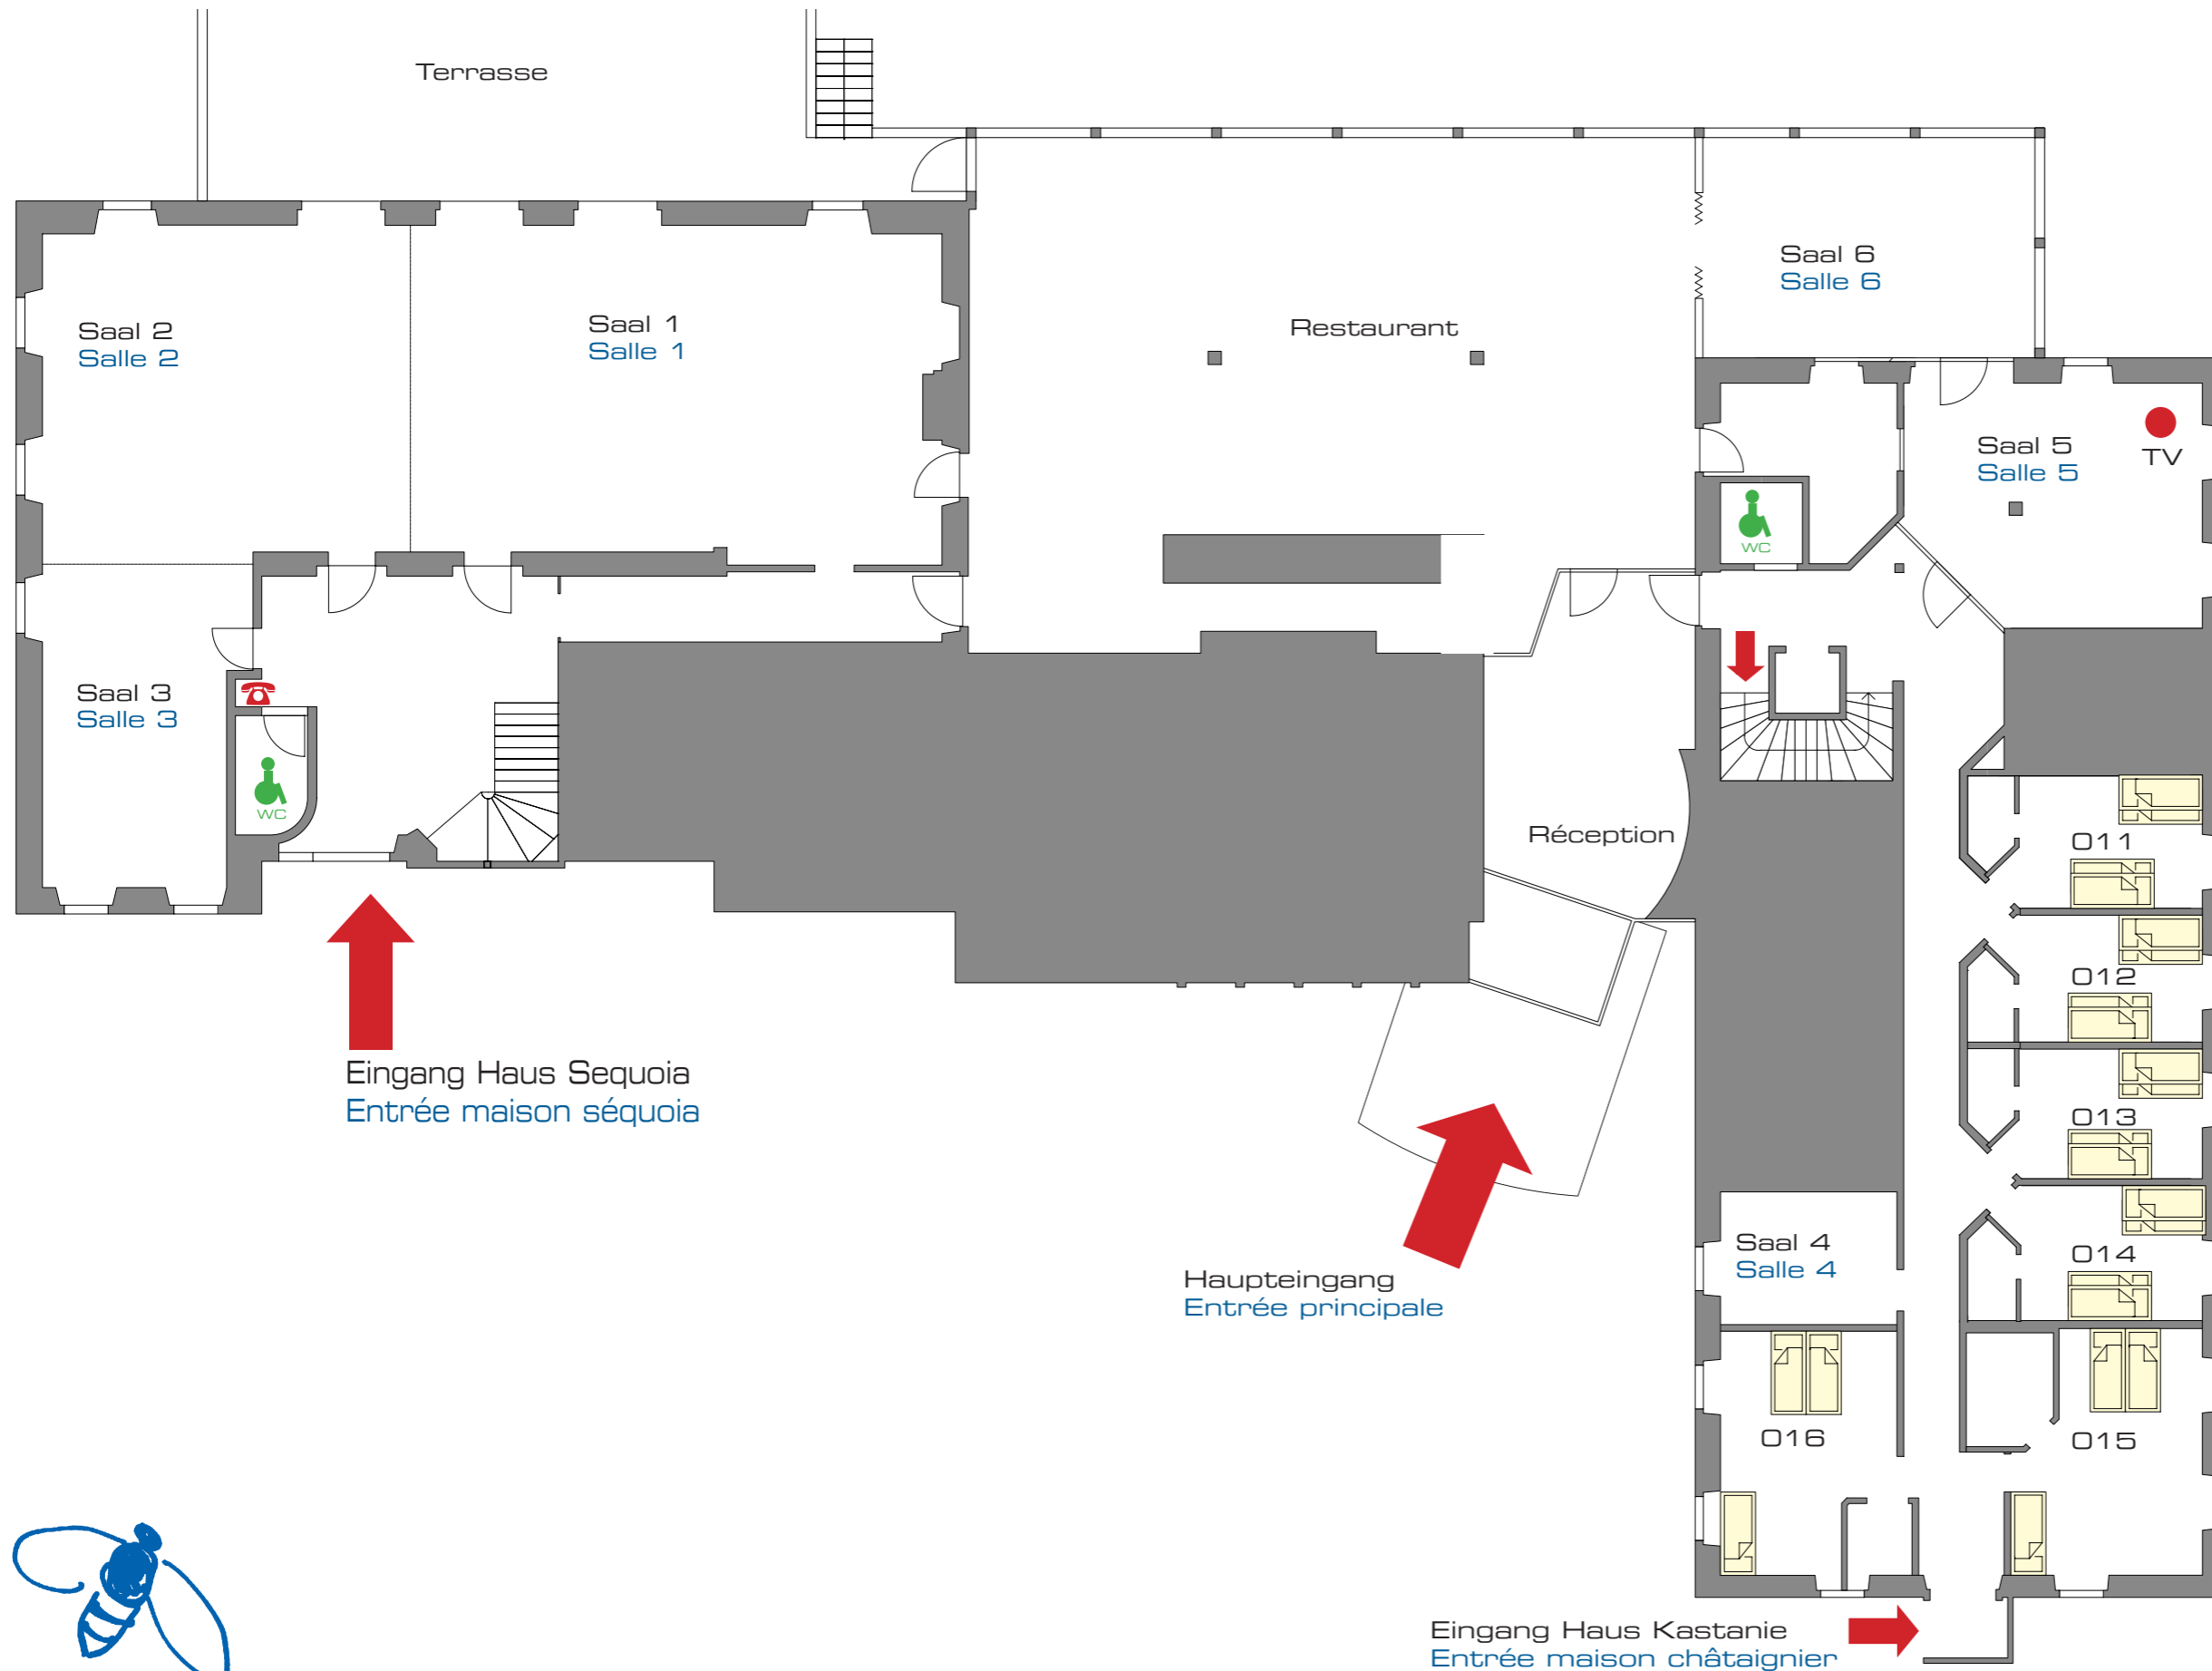 Terrasse
Saal 6
Salle 6
Saal 2
Salle 2
Saal 1
Salle 1
Restaurant
Saal 5
Salle 5
TV
WC
Saal 3
Salle 3
WC
Réception
011
012
013
014
015
016
Saal 4
Salle 4
Eingang Haus Sequoia
Entrée maison séquoia
Haupteingang
Entrée principale
Eingang Haus Kastanie
Entrée maison châtaignier